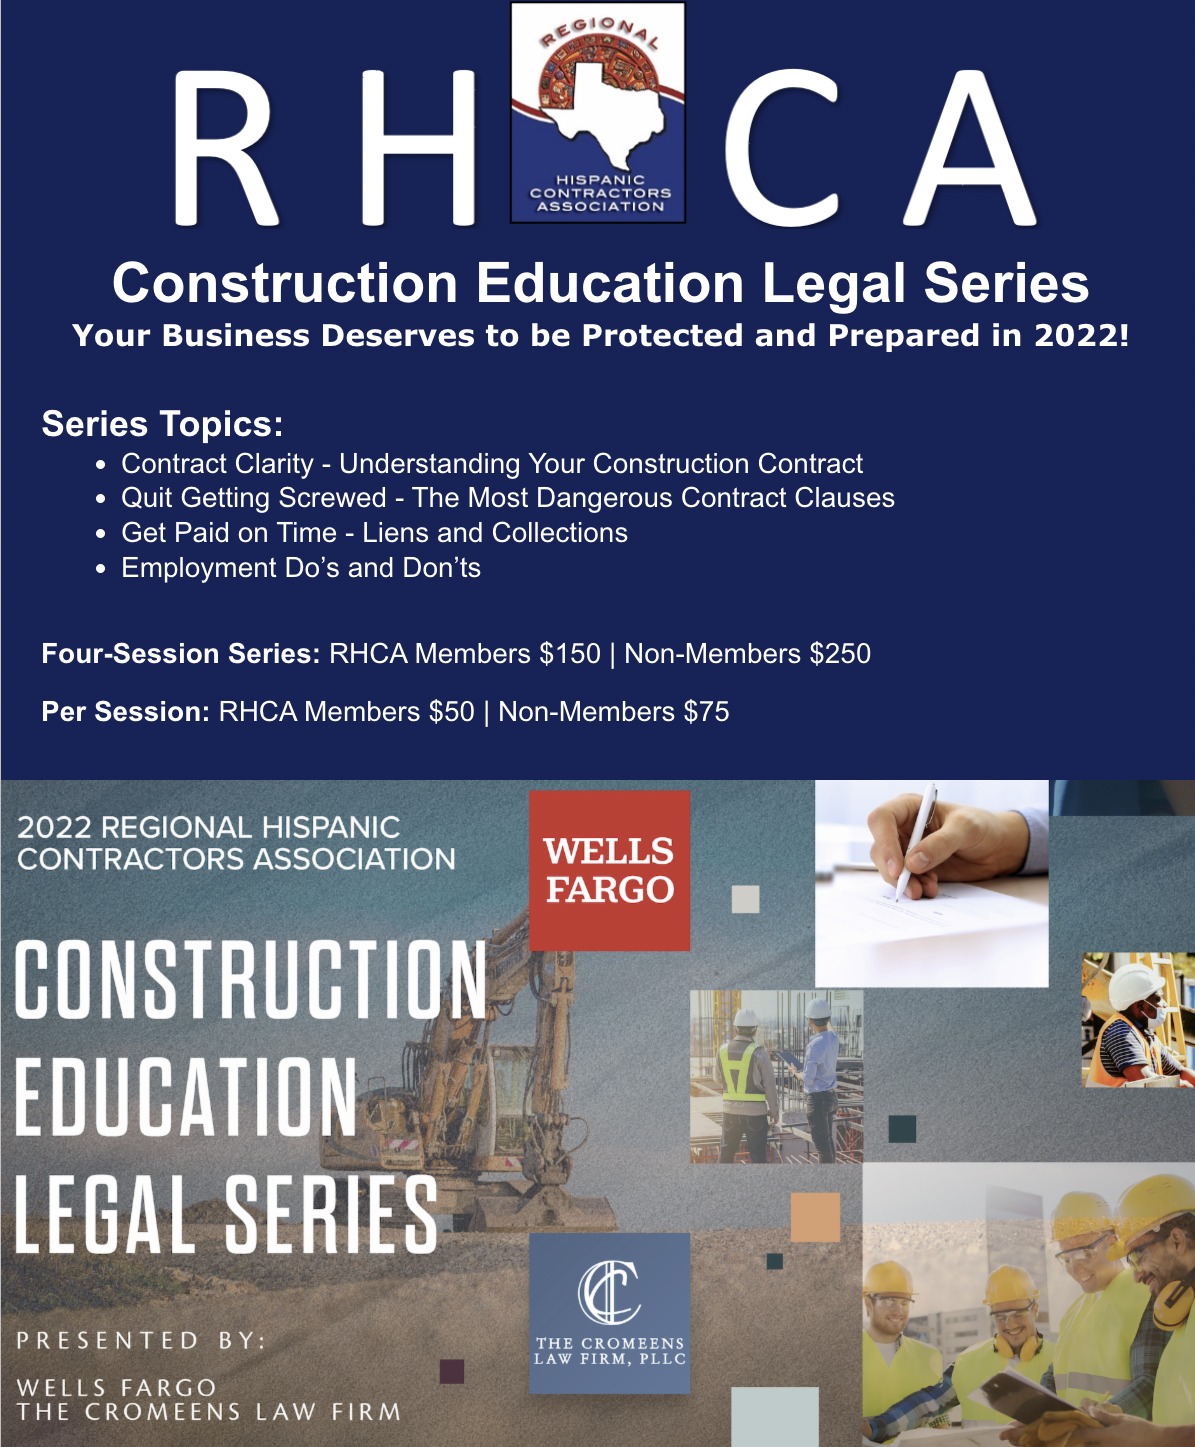 REGIONAL
R H C A
HISPANIC
CONTRACTORS
ASSOCIATION
Construction Education Legal Series
Your Business Deserves to be Protected and Prepared in 2022!
Series Topics:
• Contract Clarity - Understanding Your Construction Contract
• Quit Getting Screwed - The Most Dangerous Contract Clauses
• Get Paid on Time - Liens and Collections
• Employment Do’s and Don’ts
Four-Session Series: RHCA Members $150 | Non-Members $250
Per Session: RHCA Members $50 | Non-Members $75
2022 REGIONAL HISPANIC
CONTRACTORS ASSOCIATION
WELLS
FARGO
CONSTRUCTION
EDUCATION
LEGAL SERIES
THE CROMEENS
LAW FIRM, PLLC
PRESENTED BY:
WELLS FARGO
THE CROMEENS LAW FIRM